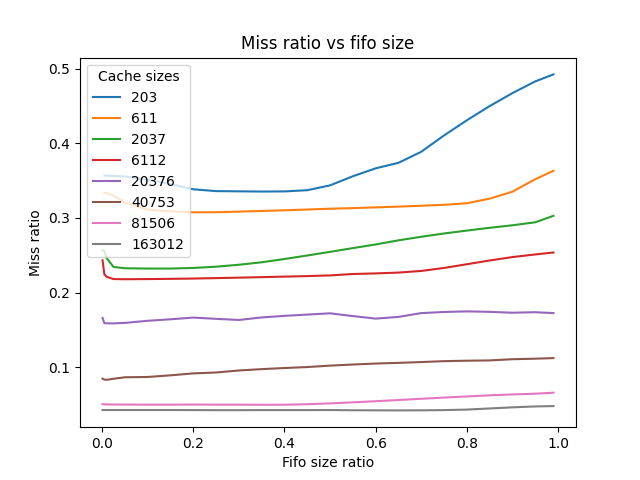 Miss ratio vs fifo size
Cache sizes
203
611
2037
6112
20376
40753
81506
163012
Miss ratio
0.5
0.4
0.3
0.2
0.1
0.0 0.2 0.4 0.6 0.8 1.0
Fifo size ratio